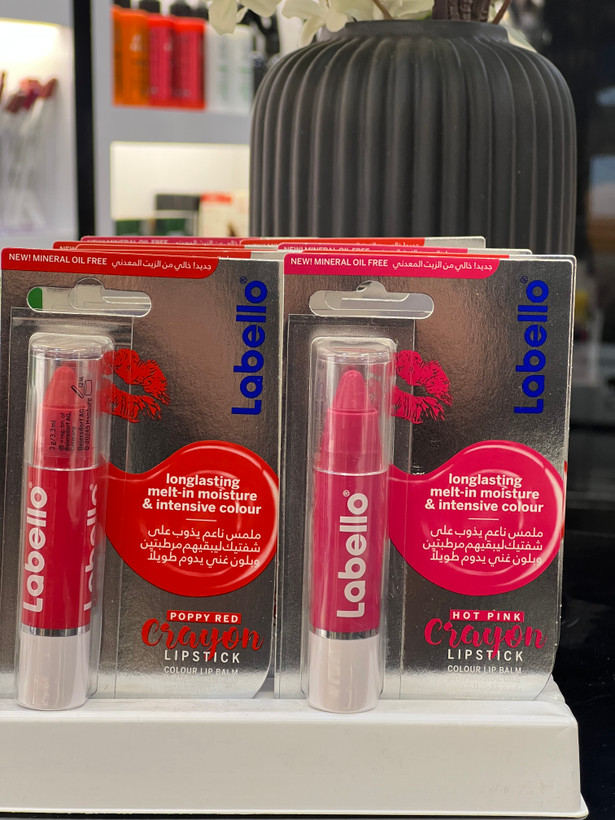 NEW! MINERAL OIL FREE جديد! خالي من الزيت المعدني
Labello®
longlasting
melt-in moisture
& intensive colour
ملمس ناعم يذوب على
شفتيك ليبقيهم مرطبتين
وبلون غني يدوم طويلاً
POPPY RED
Crayon
LIPSTICK
COLOUR LIP BALM
Labello®
NEW! MINERAL OIL FREE جديد! خالي من الزيت المعدني
Labello®
longlasting
melt-in moisture
& intensive colour
ملمس ناعم يذوب على
شفتيك ليبقيهم مرطبتين
وبلون غني يدوم طويلاً
HOT PINK
Crayon
LIPSTICK
COLOUR LIP BALM
Labello®